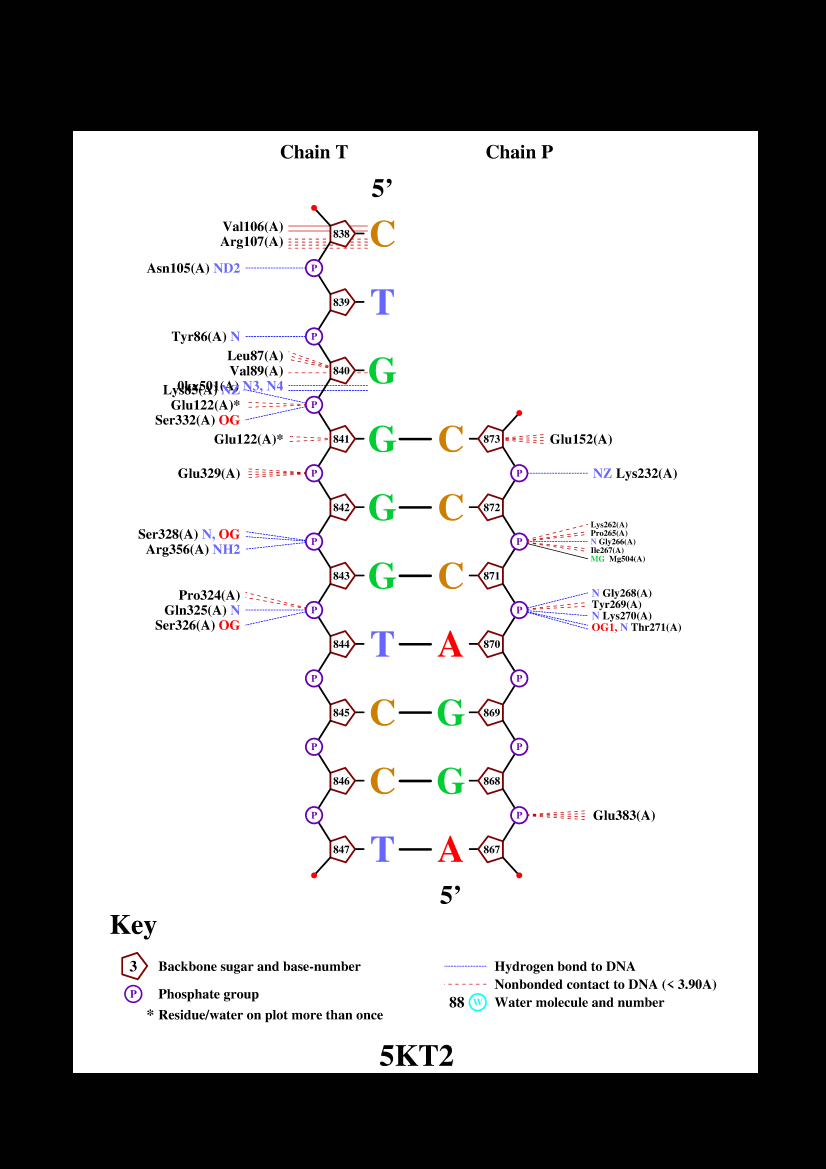 Chain T Chain P
5’
Val106(A)
838 C
Arg107(A)
Asn105(A) ND2 P
839 T
Tyr86(A) N P
Leu87(A)
Val89(A) 840 G
N3, N4
Glu122(A)* P
Ser332(A) OG
Glu122(A)* 841 G C 873 Glu152(A)
Glu329(A) P P NZ Lys232(A)
842 G C 872
Lys262(A)
Ser328(A) N, OG Pro265(A)
P P N Gly266(A)
Arg356(A) NH2 Ile267(A)
MG Mg504(A)
843 G C 871
Pro324(A) N Gly268(A)
Tyr269(A)
Gln325(A) N P P N Lys270(A)
Ser326(A) OG OG1, N Thr271(A)
844 T A 870
P P
845 C G 869
P P
846 C G 868
P P Glu383(A)
847 T A 867
5’
Key
3 Backbone sugar and base-number
P Phosphate group
* Residue/water on plot more than once
Hydrogen bond to DNA
Nonbonded contact to DNA (< 3.90A)
88 W Water molecule and number
5KT2